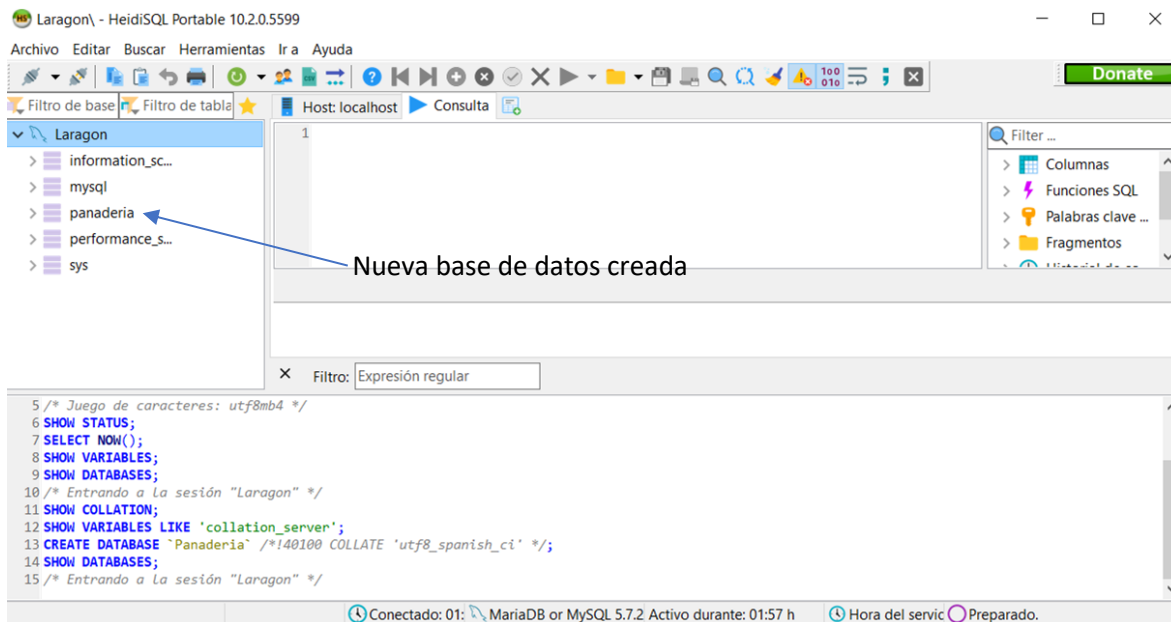 Laragon\ - HeidiSQL Portable 10.2.0.5599
Archivo Editar Buscar Herramientas Ir a Ayuda
Donate
Filtro de base Filtro de tabla
Host: localhost Consulta
Laragon
information_sc...
mysql
panaderia
performance_s...
sys
1
Filter ...
Columnas
Funciones SQL
Palabras clave ...
Fragmentos
Nueva base de datos creada
Filtro: Expresión regular
5 /* Juego de caracteres: utf8mb4 */
6 SHOW STATUS;
7 SELECT NOW();
8 SHOW VARIABLES;
9 SHOW DATABASES;
10 /* Entrando a la sesión "Laragon" */
11 SHOW COLLATION;
12 SHOW VARIABLES LIKE 'collation_server';
13 CREATE DATABASE `Panaderia` /*!40100 COLLATE 'utf8_spanish_ci' */;
14 SHOW DATABASES;
15 /* Entrando a la sesión "Laragon" */
Conectado: 01: MariaDB or MySQL 5.7.2 Activo durante: 01:57 h Hora del servic Preparado.